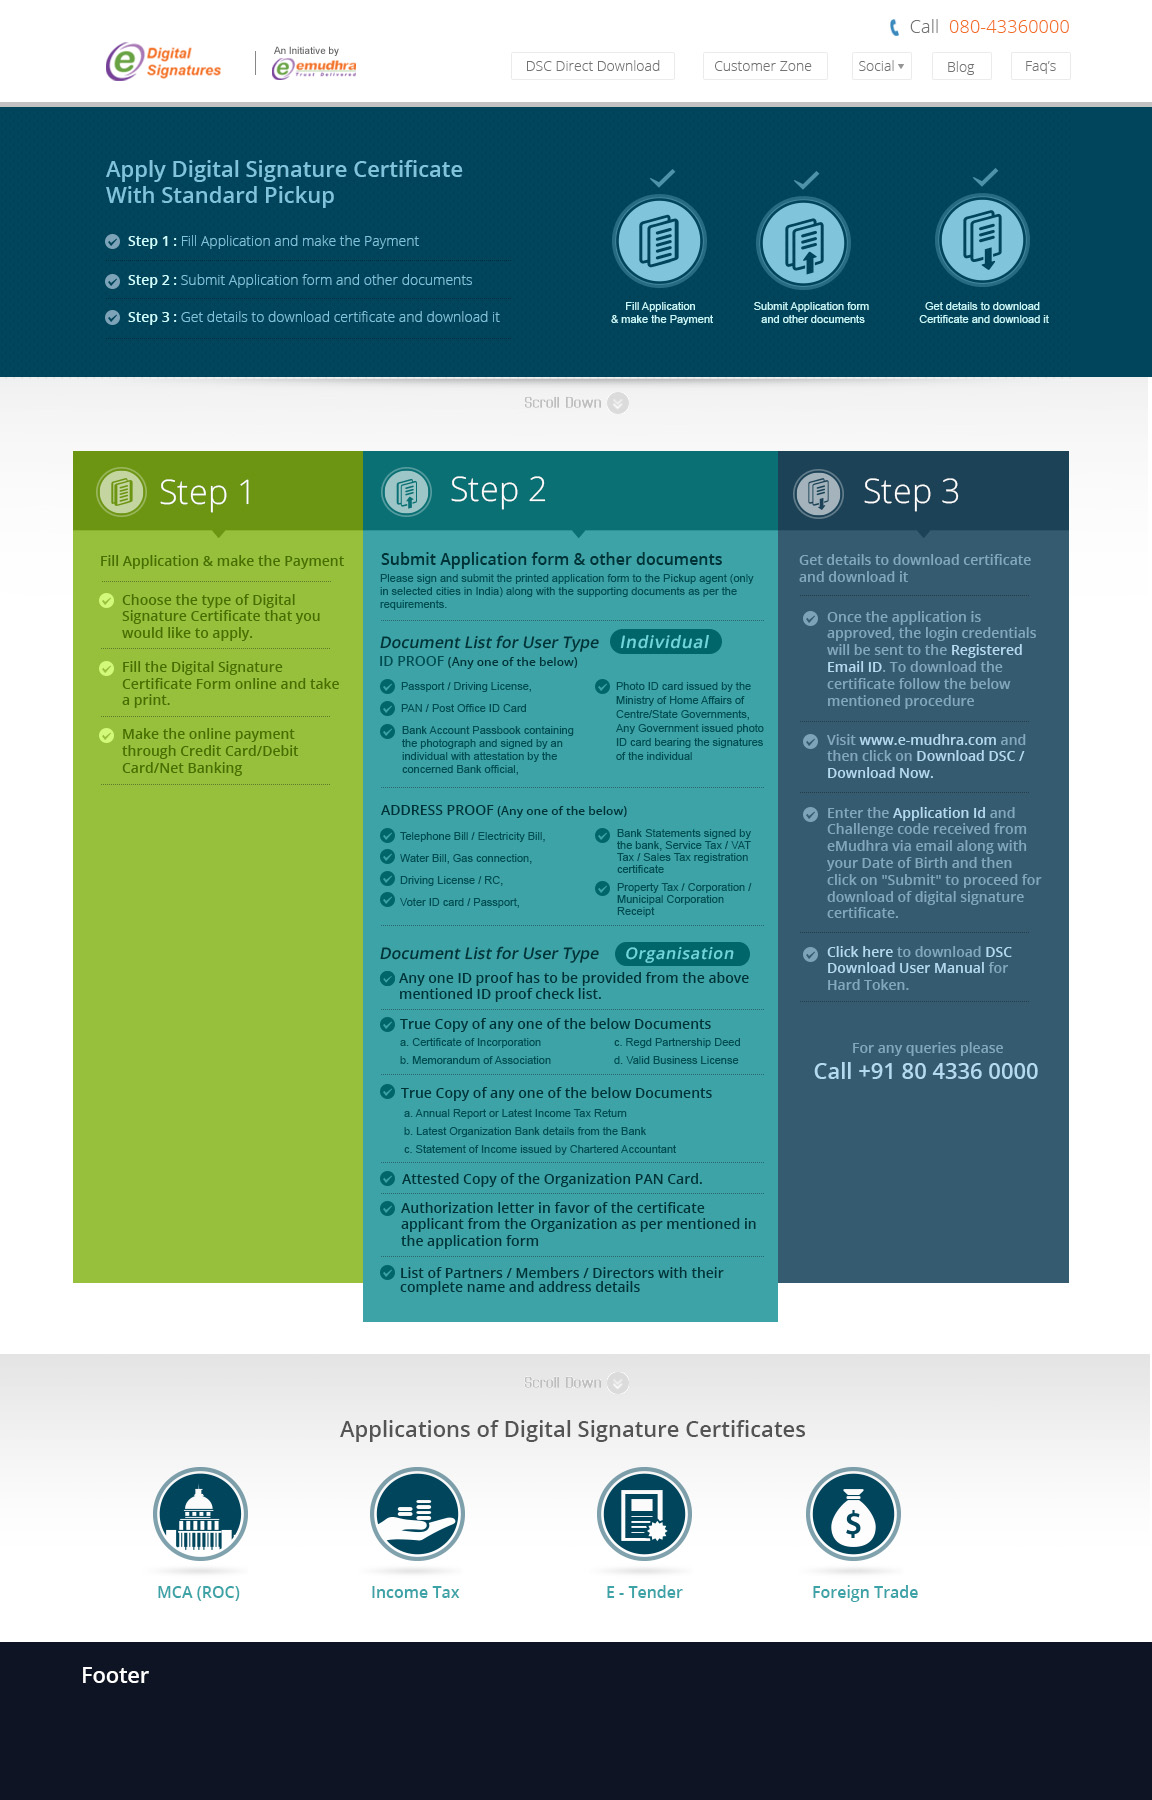 Call 080-43360000
Digital
Signatures
An Initiative by
emudhra
Trust Delivered
DSC Direct Download
Customer Zone
Social
Blog
Faq's
Apply Digital Signature Certificate
With Standard Pickup
Step 1 : Fill Application and make the Payment
Step 2 : Submit Application form and other documents
Step 3 : Get details to download certificate and download it
Fill Application
& make the Payment
Submit Application form
and other documents
Get details to download
Certificate and download it
Scroll Down
Step 1
Fill Application & make the Payment
Choose the type of Digital
Signature Certificate that you
would like to apply.
Fill the Digital Signature
Certificate Form online and take
a print.
Make the online payment
through Credit Card/Debit
Card/Net Banking
Step 2
Submit Application form & other documents
Please sign and submit the printed application form to the Pickup agent (only
in selected cities in India) along with the supporting documents as per the
requirements.
Document List for User Type Individual
ID PROOF (Any one of the below)
Passport / Driving License,
PAN / Post Office ID Card
Bank Account Passbook containing
the photograph and signed by an
individual with attestation by the
concerned Bank official,
Photo ID card issued by the
Ministry of Home Affairs of
Centre/State Governments,
Any Government issued photo
ID card bearing the signatures
of the individual
ADDRESS PROOF (Any one of the below)
Telephone Bill / Electricity Bill,
Water Bill, Gas connection,
Driving License / RC,
Voter ID card / Passport,
Bank Statements signed by
the bank, Service Tax / VAT
Tax / Sales Tax registration
certificate
Property Tax / Corporation /
Municipal Corporation
Receipt
Document List for User Type Organisation
Any one ID proof has to be provided from the above
mentioned ID proof check list.
True Copy of any one of the below Documents
a. Certificate of Incorporation
b. Memorandum of Association
c. Regd Partnership Deed
d. Valid Business License
True Copy of any one of the below Documents
a. Annual Report or Latest Income Tax Return
b. Latest Organization Bank details from the Bank
c. Statement of Income issued by Chartered Accountant
Attested Copy of the Organization PAN Card.
Authorization letter in favor of the certificate
applicant from the Organization as per mentioned in
the application form
List of Partners / Members / Directors with their
complete name and address details
Step 3
Get details to download certificate
and download it
Once the application is
approved, the login credentials
will be sent to the Registered
Email ID. To download the
certificate follow the below
mentioned procedure
Visit www.e-mudhra.com and
then click on Download DSC /
Download Now.
Enter the Application Id and
Challenge code received from
eMudhra via email along with
your Date of Birth and then
click on "Submit" to proceed for
download of digital signature
certificate.
Click here to download DSC
Download User Manual for
Hard Token.
For any queries please
Call +91 80 4336 0000
Scroll Down
Applications of Digital Signature Certificates
MCA (ROC)
Income Tax
E - Tender
Foreign Trade
Footer